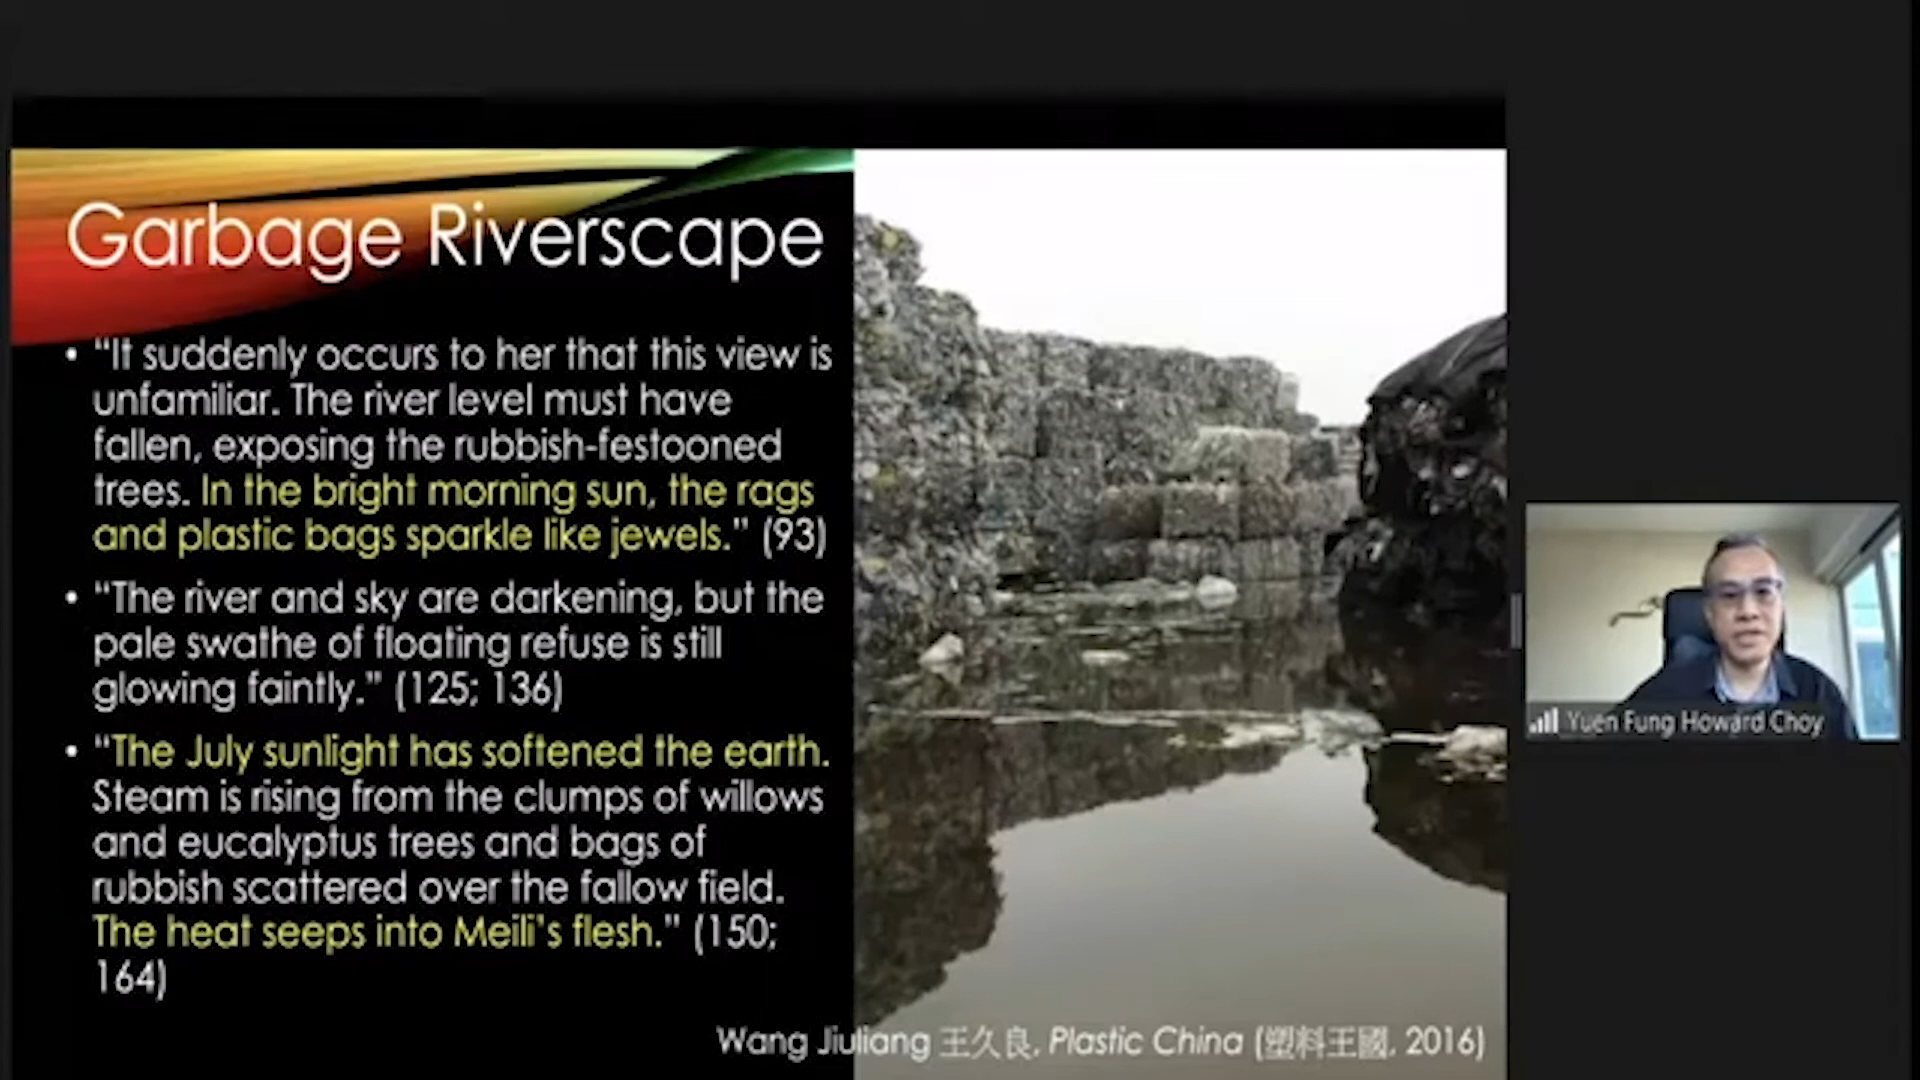 Garbage Riverscape
• “It suddenly occurs to her that this view is
unfamiliar. The river level must have
fallen, exposing the rubbish-festooned
trees. In the bright morning sun, the rags
and plastic bags sparkle like jewels.” (93)
• “The river and sky are darkening, but the
pale swathe of floating refuse is still
glowing faintly.” (125; 136)
• “The July sunlight has softened the earth.
Steam is rising from the clumps of willows
and eucalyptus trees and bags of
rubbish scattered over the fallow field.
The heat seeps into Meili’s flesh.” (150;
164)
Wang Jiuliang 王久良, Plastic China (塑料王國, 2016)
Yuen Fung Howard Choy